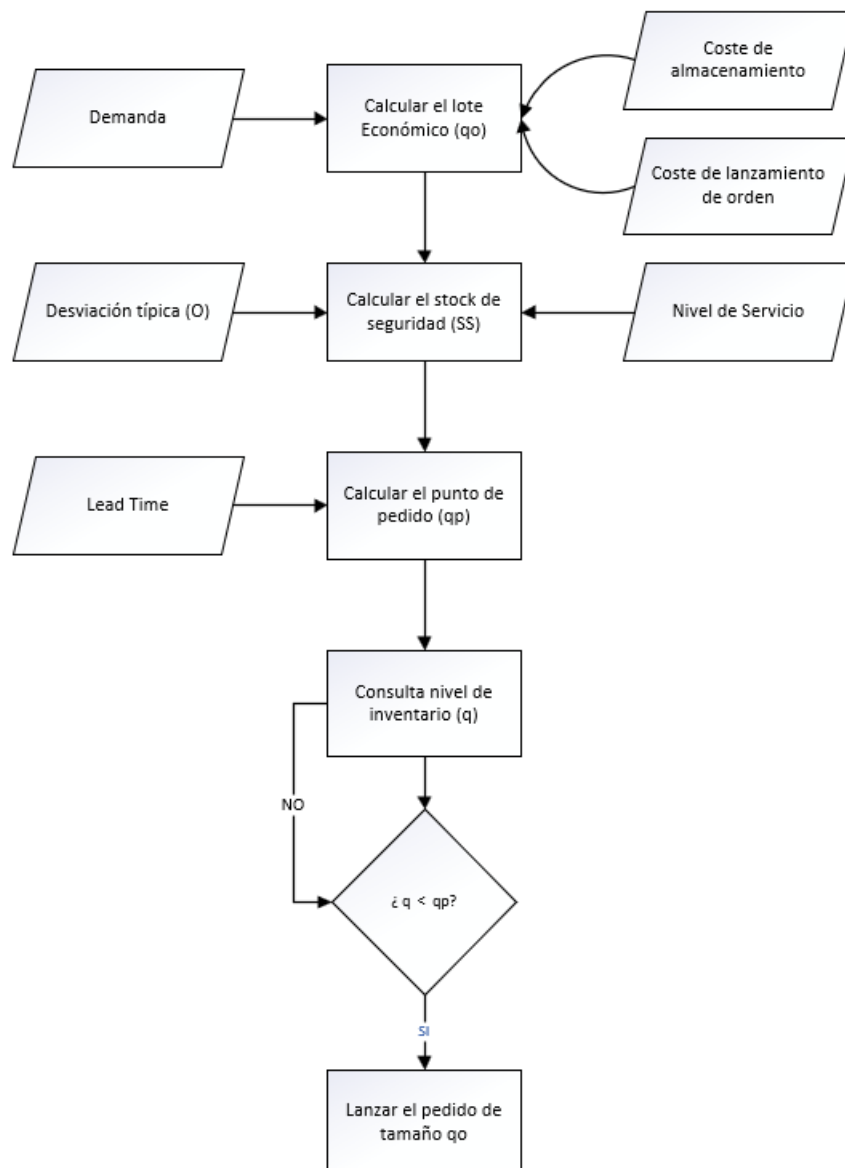 Coste de
almacenamiento
Demanda
Calcular el lote
Económico (qo)
Coste de lanzamiento
de orden
Desviación típica (O)
Calcular el stock de
seguridad (SS)
Nivel de Servicio
Lead Time
Calcular el punto de
pedido (qp)
Consulta nivel de
inventario (q)
NO
¿ q < qp?
SI
Lanzar el pedido de
tamaño qo